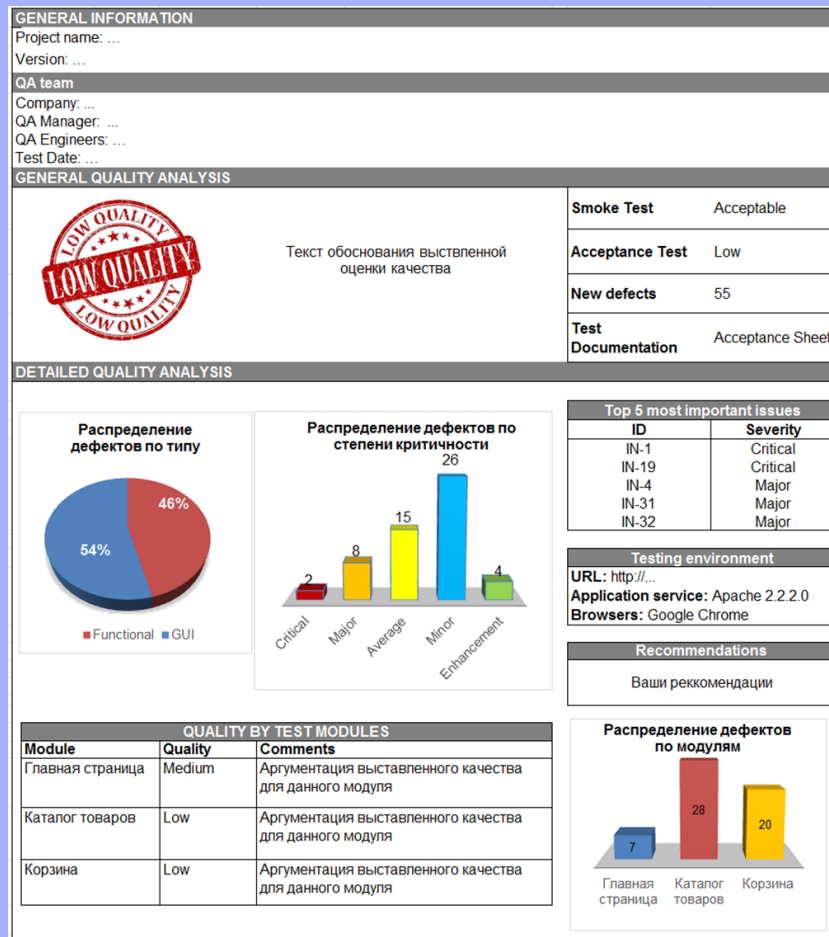 GENERAL INFORMATION
Project name: ...
Version: ...
QA team
Company: ...
QA Manager: ...
QA Engineers: ...
Test Date: ...
GENERAL QUALITY ANALYSIS
LOW QUALITY
LOW QUALITY
LOW QUALITY
Текст обоснования выствленной
оценки качества
Smoke Test Acceptable
Acceptance Test Low
New defects 55
Test
Documentation Acceptance Sheet
DETAILED QUALITY ANALYSIS
Распределение
дефектов по типу
46%
54%
Functional GUI
Распределение дефектов по
степени критичности
26
15
8
2
4
Critical Major Average Minor Enhancement
Top 5 most important issues
ID Severity
IN-1 Critical
IN-19 Critical
IN-4 Major
IN-31 Major
IN-32 Major
Testing environment
URL: http://...
Application service: Apache 2.2.2.0
Browsers: Google Chrome
Recommendations
Ваши реккомендации
QUALITY BY TEST MODULES
Module Quality Comments
Главная страница Medium Аргументация выставленного качества
для данного модуля
Каталог товаров Low Аргументация выставленного качества
для данного модуля
Корзина Low Аргументация выставленного качества
для данного модуля
Распределение дефектов
по модулям
28
20
7
Главная Каталог Корзина
страница товаров